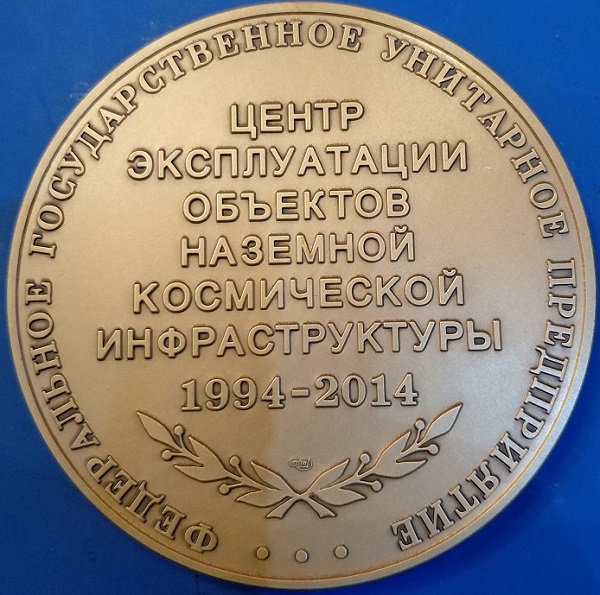 ФЕДЕРАЛЬНОЕ ГОСУДАРСТВЕННОЕ УНИТАРНОЕ ПРЕДПРИЯТИЕ
ЦЕНТР
ЭКСПЛУАТАЦИИ
ОБЪЕКТОВ
НАЗЕМНОЙ
КОСМИЧЕСКОЙ
ИНФРАСТРУКТУРЫ
1994-2014